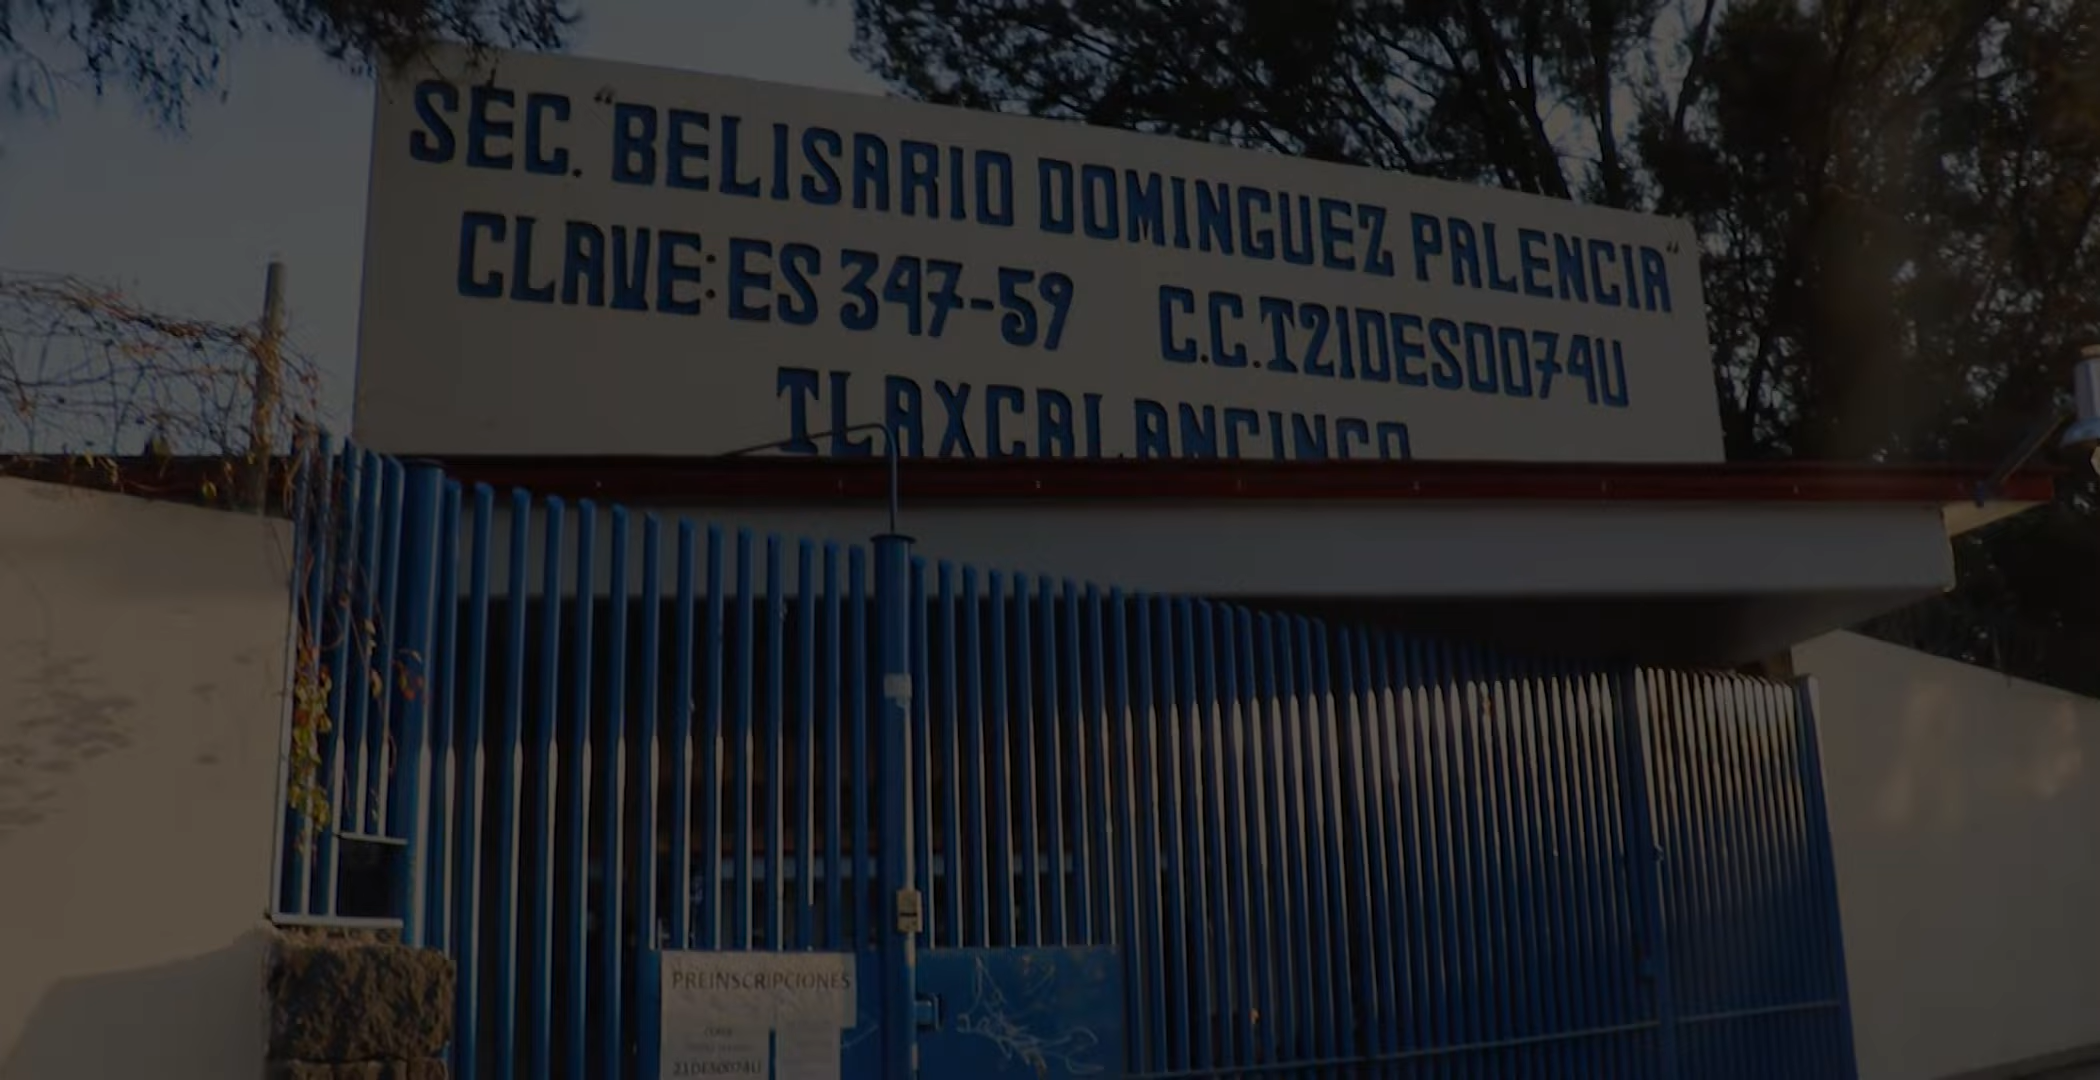 SEC. "BELISARIO DOMINGUEZ PALENCIA"
CLAVE: ES 347-59 C.C.T21DES0074U
TLAXCALANCINGO
PREINSCRIPCIONES
21DES0074U